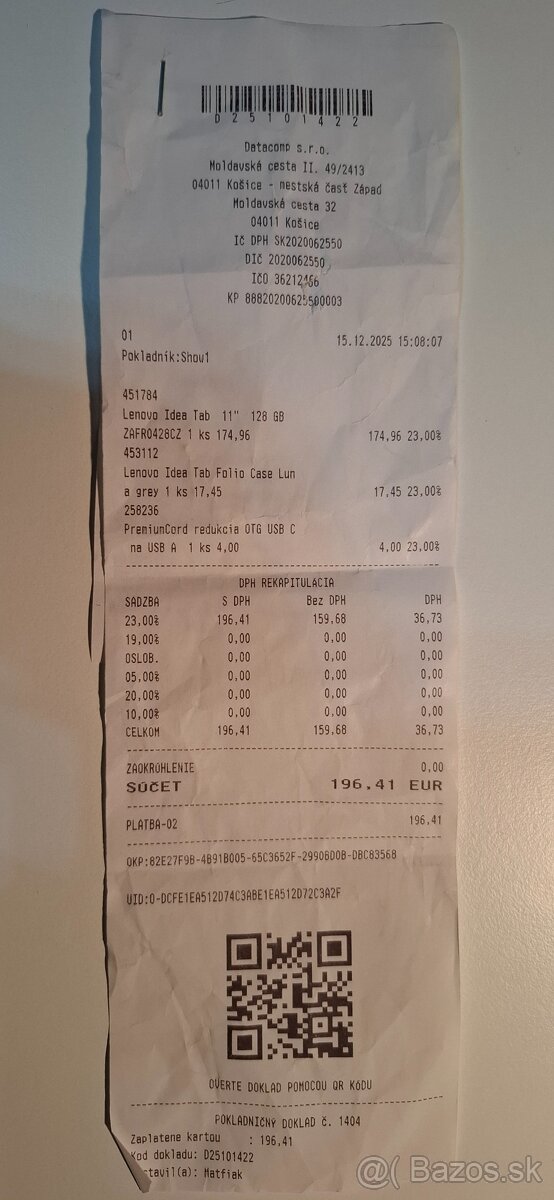 D25101422
Datacomp s.r.o.
Moldavská cesta II. 49/2413
04011 Košice - mestská časť Západ
Moldavská cesta 32
04011 Košice
Ič DPH SK2020062550
DIČ 2020062550
IČO 36212466
KP 88820200625500003
01 15.12.2025 15:08:07
Pokladník:Show1
451784
Lenovo Idea Tab 11" 128 GB
ZAFR0428CZ 1 ks 174,96 174,96 23,00%
453112
Lenovo Idea Tab Folio Case Lun
a grey 1 ks 17,45 17,45 23,00%
258236
PremiumCord redukcia OTG USB C
na USB A 1 ks 4,00 4,00 23,00%
DPH REKAPITULACIA
SADZBA S DPH Bez DPH DPH
23,00% 196,41 159,68 36,73
19,00% 0,00 0,00 0,00
OSLOB. 0,00 0,00 0,00
05,00% 0,00 0,00 0,00
20,00% 0,00 0,00 0,00
10,00% 0,00 0,00 0,00
CELKOM 196,41 159,68 36,73
ZAOKRÚHLENIE 0,00
SÚČET 196,41 EUR
PLATBA-02 196,41
OKP:82E27F9B-4B91B005-65C3652F-2990BD0B-DBC83568
UID:O-DCFE1EA512D74C3ABE1EA512D72C3A2F
OVERTE DOKLAD POMOCOU QR KÓDU
POKLADNIČNÝ DOKLAD č. 1404
Zaplatene kartou : 196,41
Kod dokladu: D25101422
stavil(a): Matfiak
@( Bazos.sk